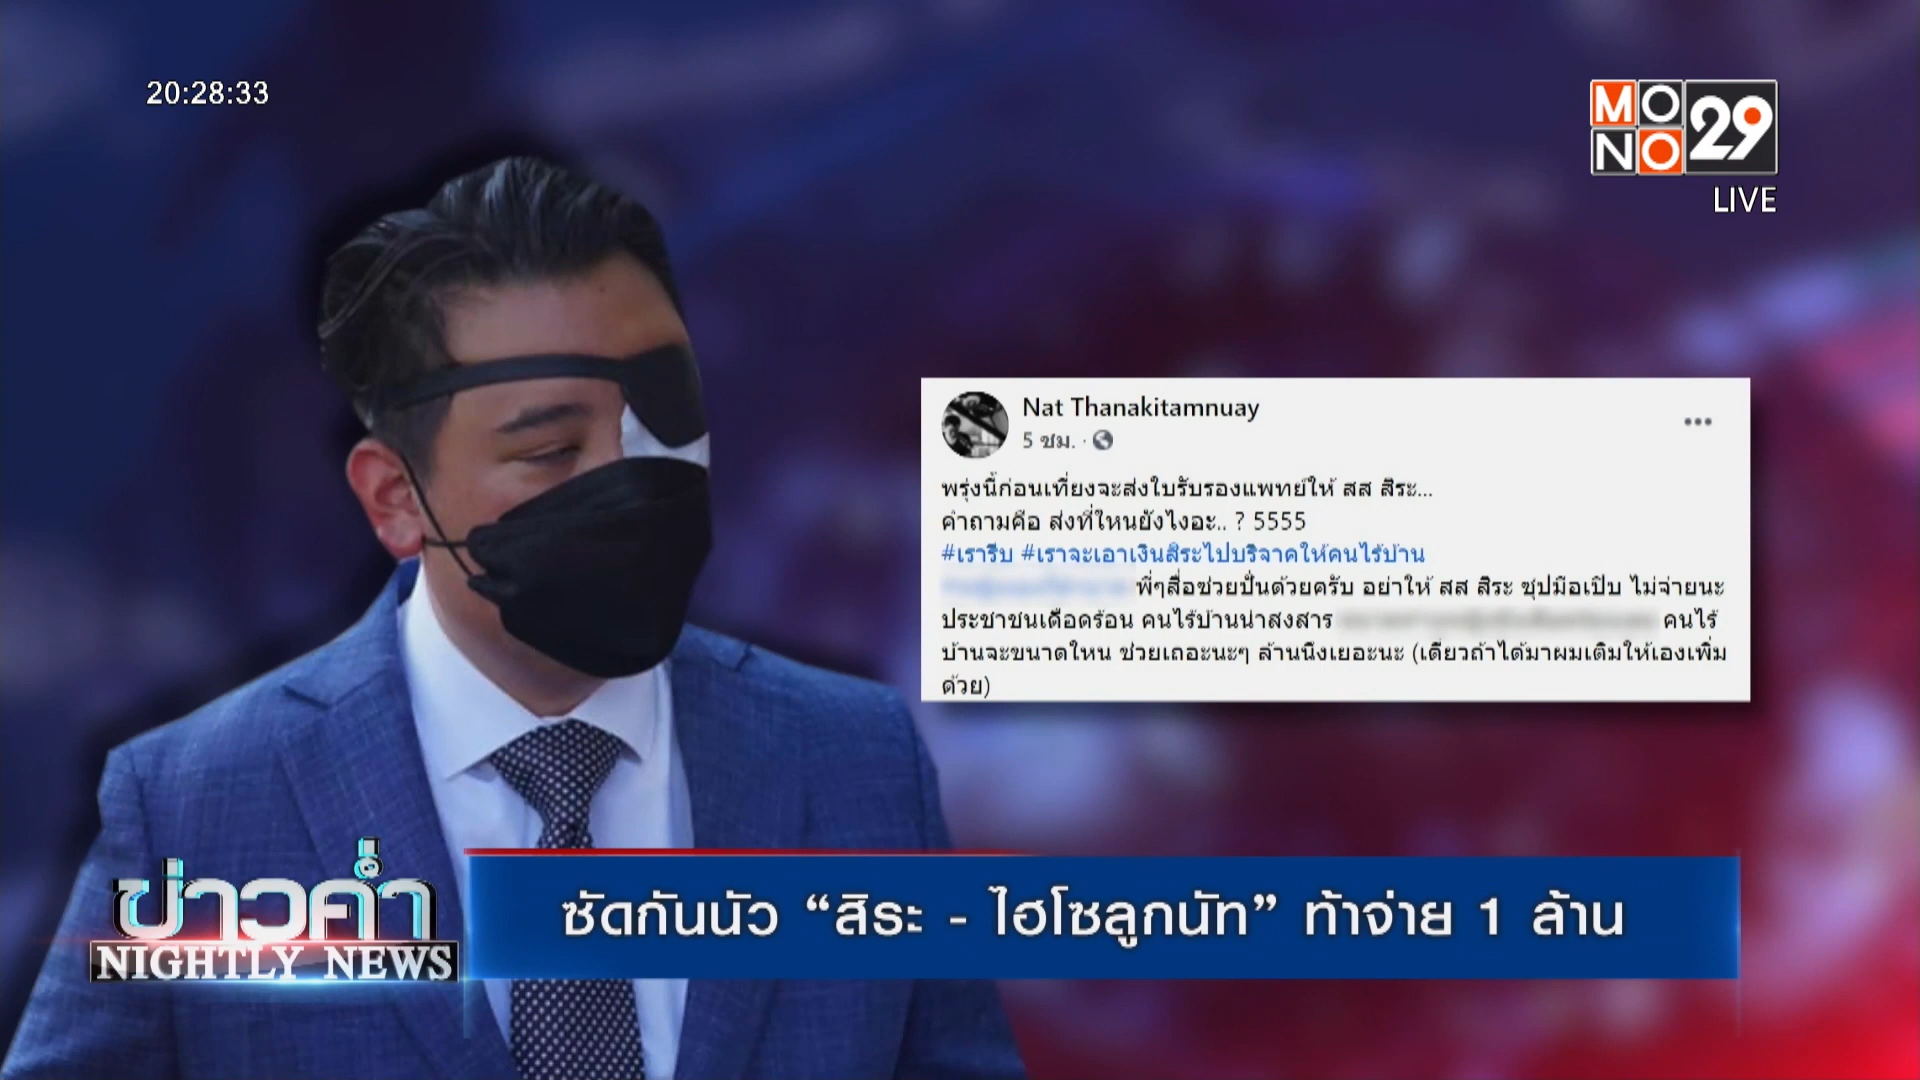 20:28:33
MONO 29
LIVE
Nat Thanakitamnuay
5 ชม. ·
พรุ่งนี้ก่อนเที่ยงจะส่งใบรับรองแพทย์ให้ สส สิระ...
คำถามคือ ส่งที่ไหนยังไงอะ.. ? 5555
#เรารีบ #เราจะเอาเงินสิระไปบริจาคให้คนไร้บ้าน
พี่ๆสื่อช่วยปั่นด้วยครับ อย่าให้ สส สิระ ซุปมือเปิบ ไม่จ่ายนะ
ประชาชนเดือดร้อน คนไร้บ้านน่าสงสาร คนไร้
บ้านจะขนาดไหน ช่วยเถอะนะๆ ล้านนึงเยอะนะ (เดี๋ยวถ้าได้มาผมเติมให้เองเพิ่ม
ด้วย)
ข่าวค่ำ
NIGHTLY NEWS
ซัดกันนัว “สิระ - ไฮโซลูกนัท” ท้าจ่าย 1 ล้าน